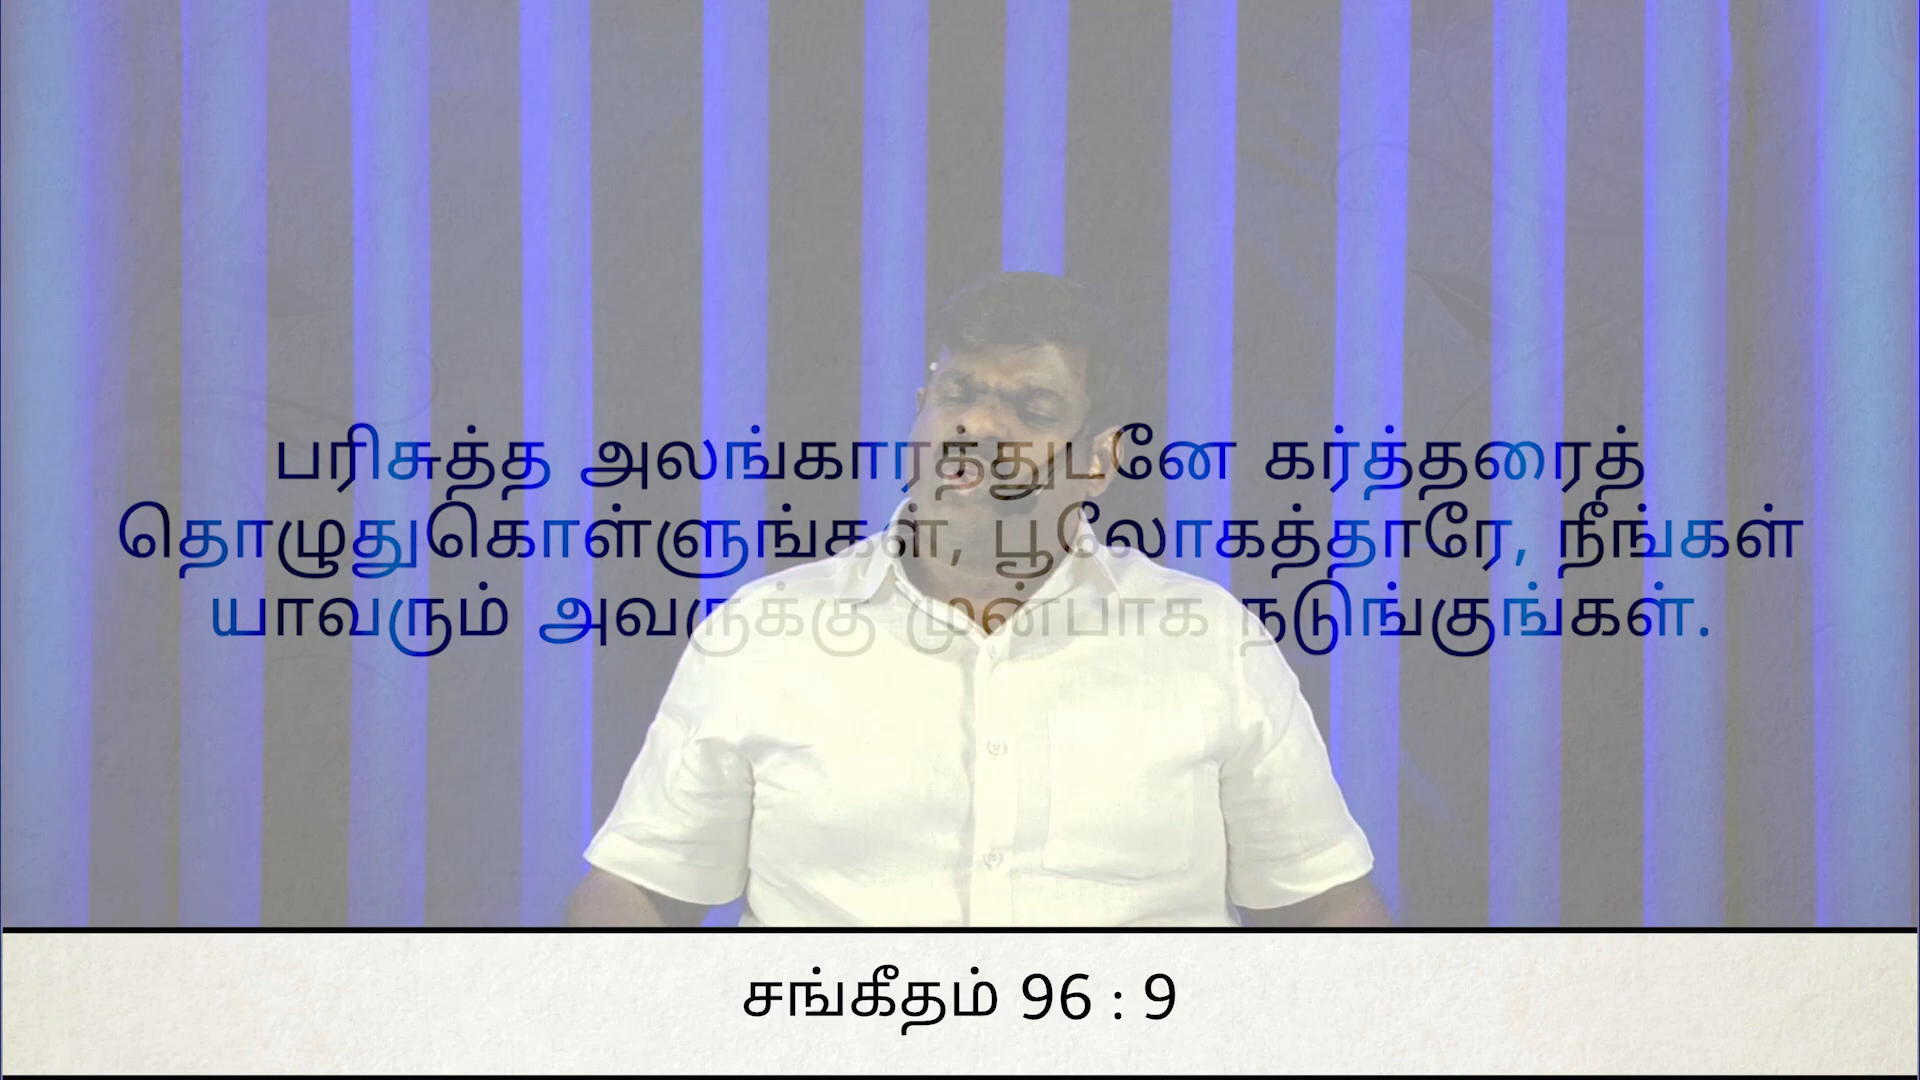 பரிசுத்த அலங்காரத்துடனே கர்த்தரைத்
தொழுதுகொள்ளுங்கள், பூலோகத்தாரே, நீங்கள்
யாவரும் அவருக்கு முன்பாக நடுங்குங்கள்.
சங்கீதம் 96 : 9